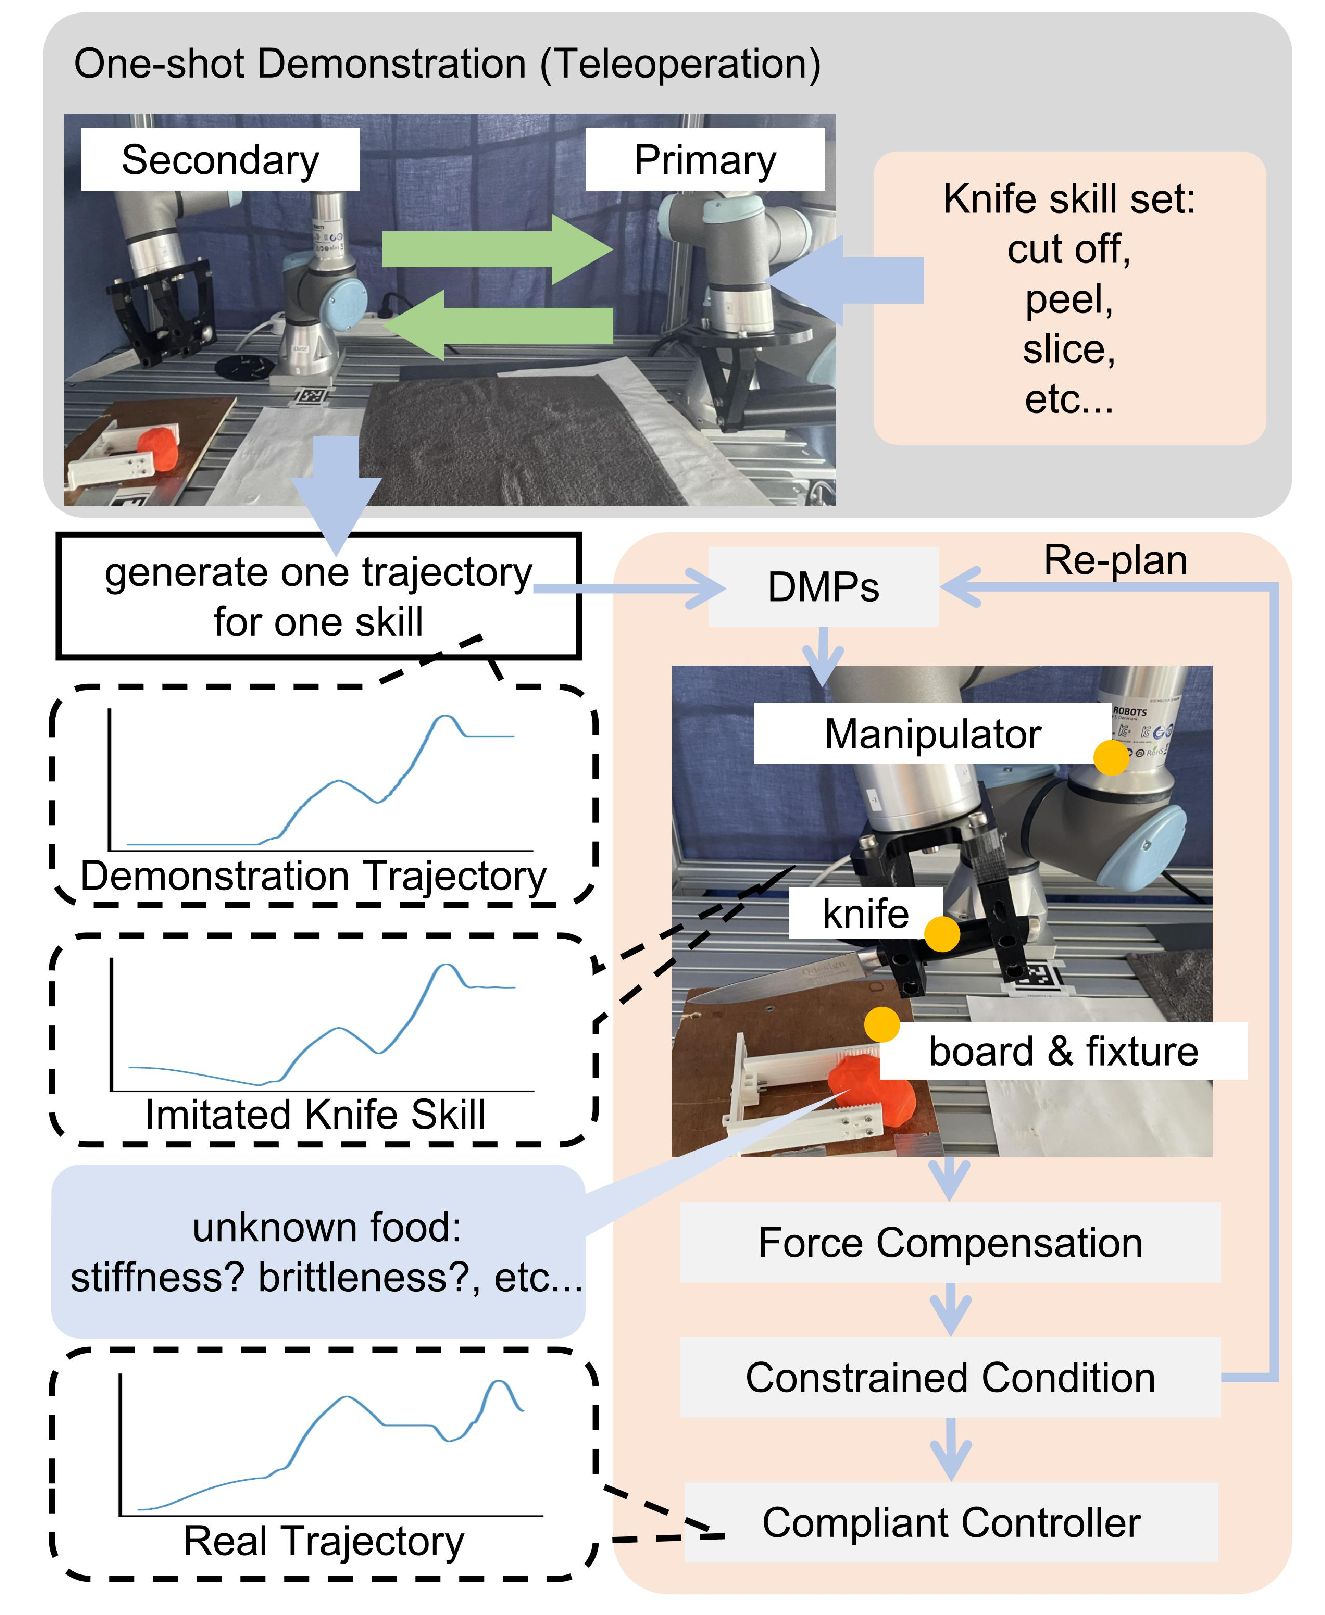 One-shot Demonstration (Teleoperation)
Secondary
Primary
Knife skill set:
cut off,
peel,
slice,
etc...
generate one trajectory
for one skill
DMPs
Re-plan
Manipulator
ROBOTS
knife
board & fixture
Demonstration Trajectory
Imitated Knife Skill
unknown food:
stiffness? brittleness?, etc...
Force Compensation
Constrained Condition
Compliant Controller
Real Trajectory